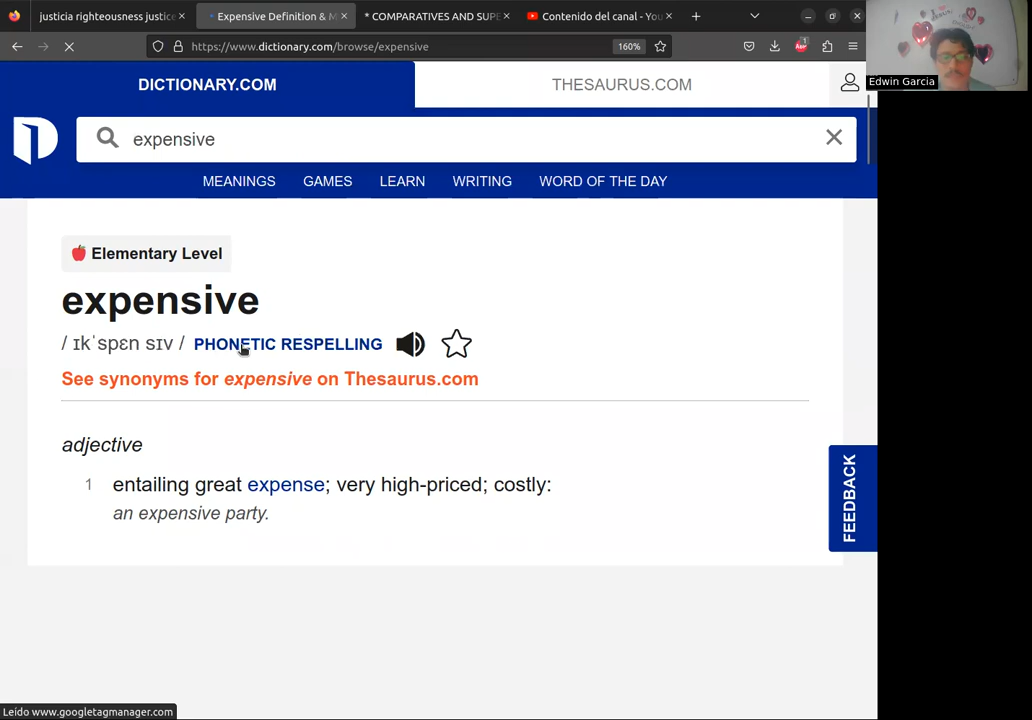 justicia righteousness justice
Expensive Definition & M
* COMPARATIVES AND SUPE
Contenido del canal - You
https://www.dictionary.com/browse/expensive
160%
Edwin Garcia
DICTIONARY.COM
THESAURUS.COM
expensive
MEANINGS
GAMES
LEARN
WRITING
WORD OF THE DAY
Elementary Level
expensive
/ ɪkˈspɛn sɪv / PHONETIC RESPELLING
See synonyms for expensive on Thesaurus.com
adjective
1 entailing great expense; very high-priced; costly:
an expensive party.
FEEDBACK
Leído www.googletagmanager.com